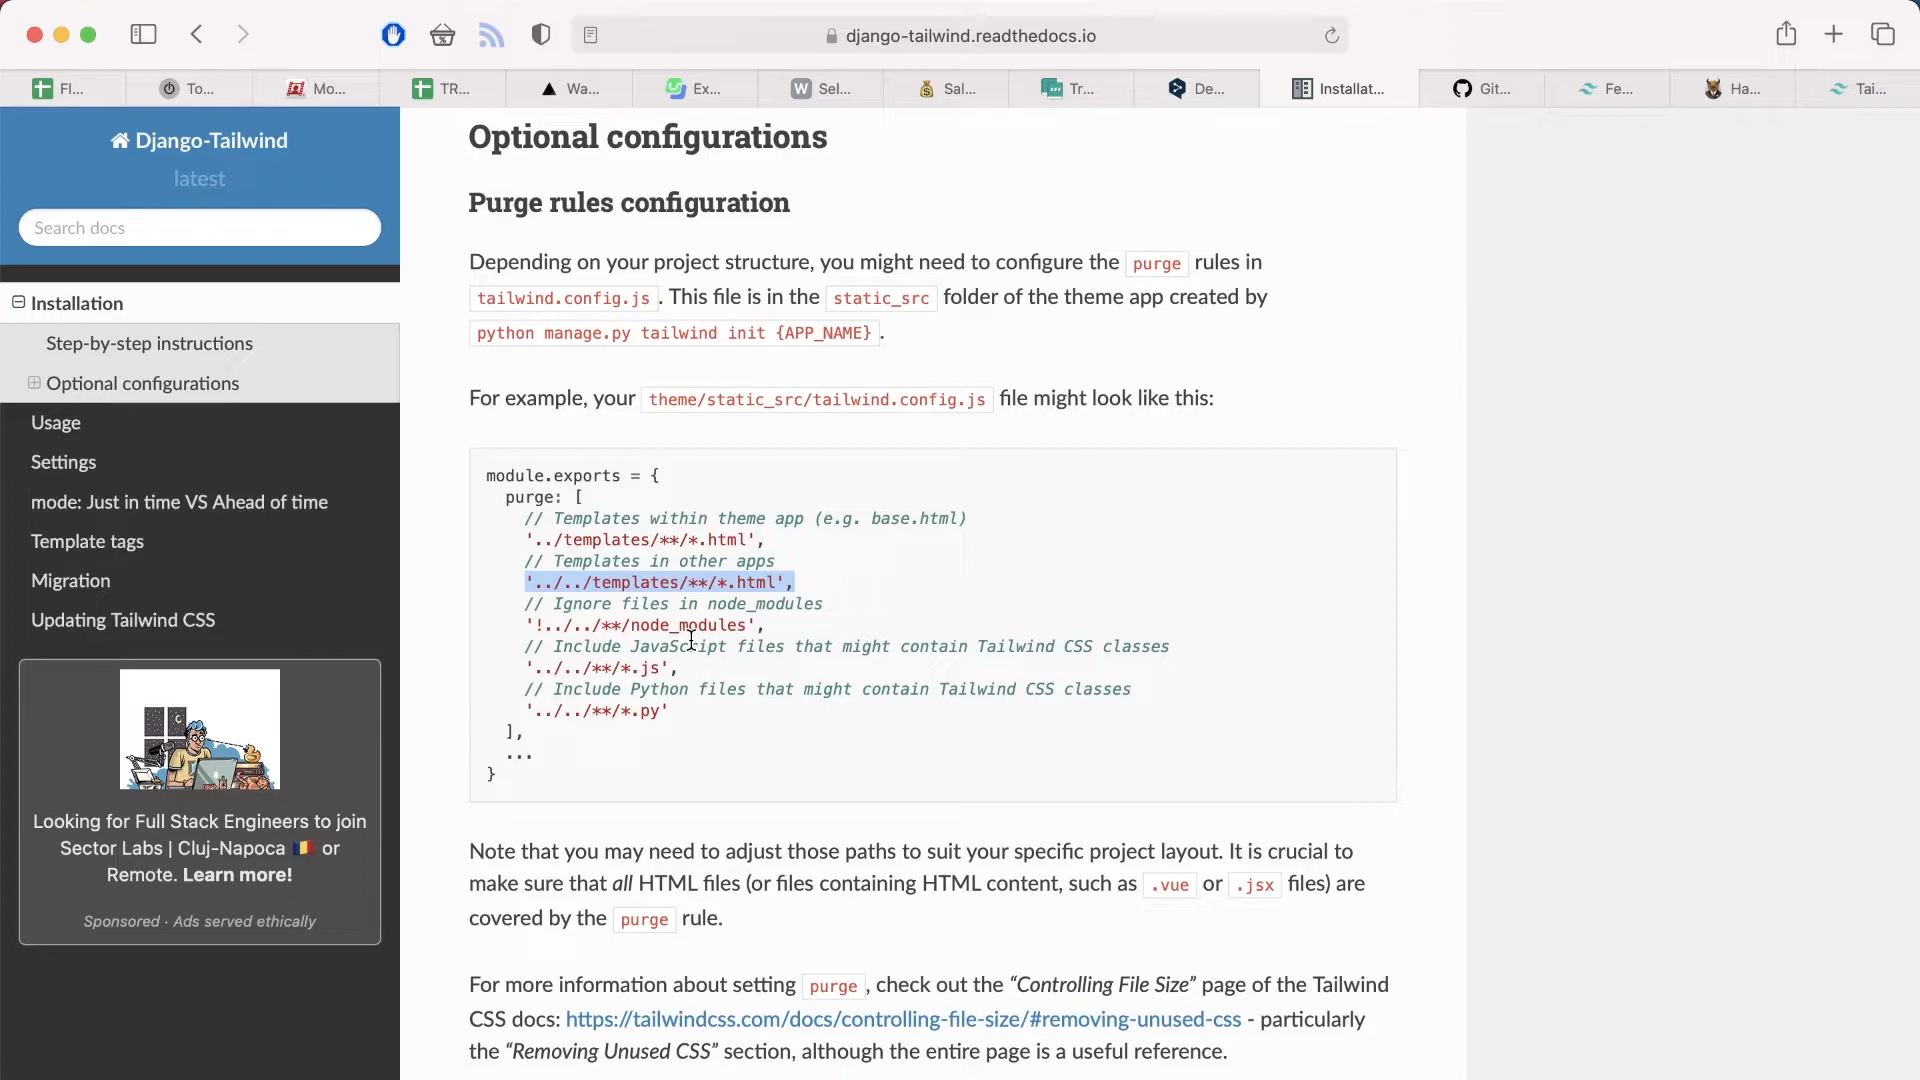 django-tailwind.readthedocs.io
Fl...
To...
Mo...
TR...
Wa...
Ex...
Sel...
Sal...
Tr...
De...
Installat...
Git...
Fe...
Ha...
Tai...
Django-Tailwind
latest
Search docs
Installation
Step-by-step instructions
Optional configurations
Usage
Settings
mode: Just in time VS Ahead of time
Template tags
Migration
Updating Tailwind CSS
Looking for Full Stack Engineers to join
Sector Labs | Cluj-Napoca 🇷🇴 or
Remote. Learn more!
Sponsored · Ads served ethically
Optional configurations
Purge rules configuration
Depending on your project structure, you might need to configure the purge rules in
tailwind.config.js . This file is in the static_src folder of the theme app created by
python manage.py tailwind init {APP_NAME} .
For example, your theme/static_src/tailwind.config.js file might look like this:
module.exports = {
purge: [
// Templates within theme app (e.g. base.html)
'../templates/**/*.html',
// Templates in other apps
'../../templates/**/*.html',
// Ignore files in node_modules
'!../../**/node_modules',
// Include JavaScript files that might contain Tailwind CSS classes
'../../**/*.js',
// Include Python files that might contain Tailwind CSS classes
'../../**/*.py'
],
...
}
Note that you may need to adjust those paths to suit your specific project layout. It is crucial to
make sure that all HTML files (or files containing HTML content, such as .vue or .jsx files) are
covered by the purge rule.
For more information about setting purge , check out the “Controlling File Size” page of the Tailwind
CSS docs: https://tailwindcss.com/docs/controlling-file-size/#removing-unused-css - particularly
the “Removing Unused CSS” section, although the entire page is a useful reference.